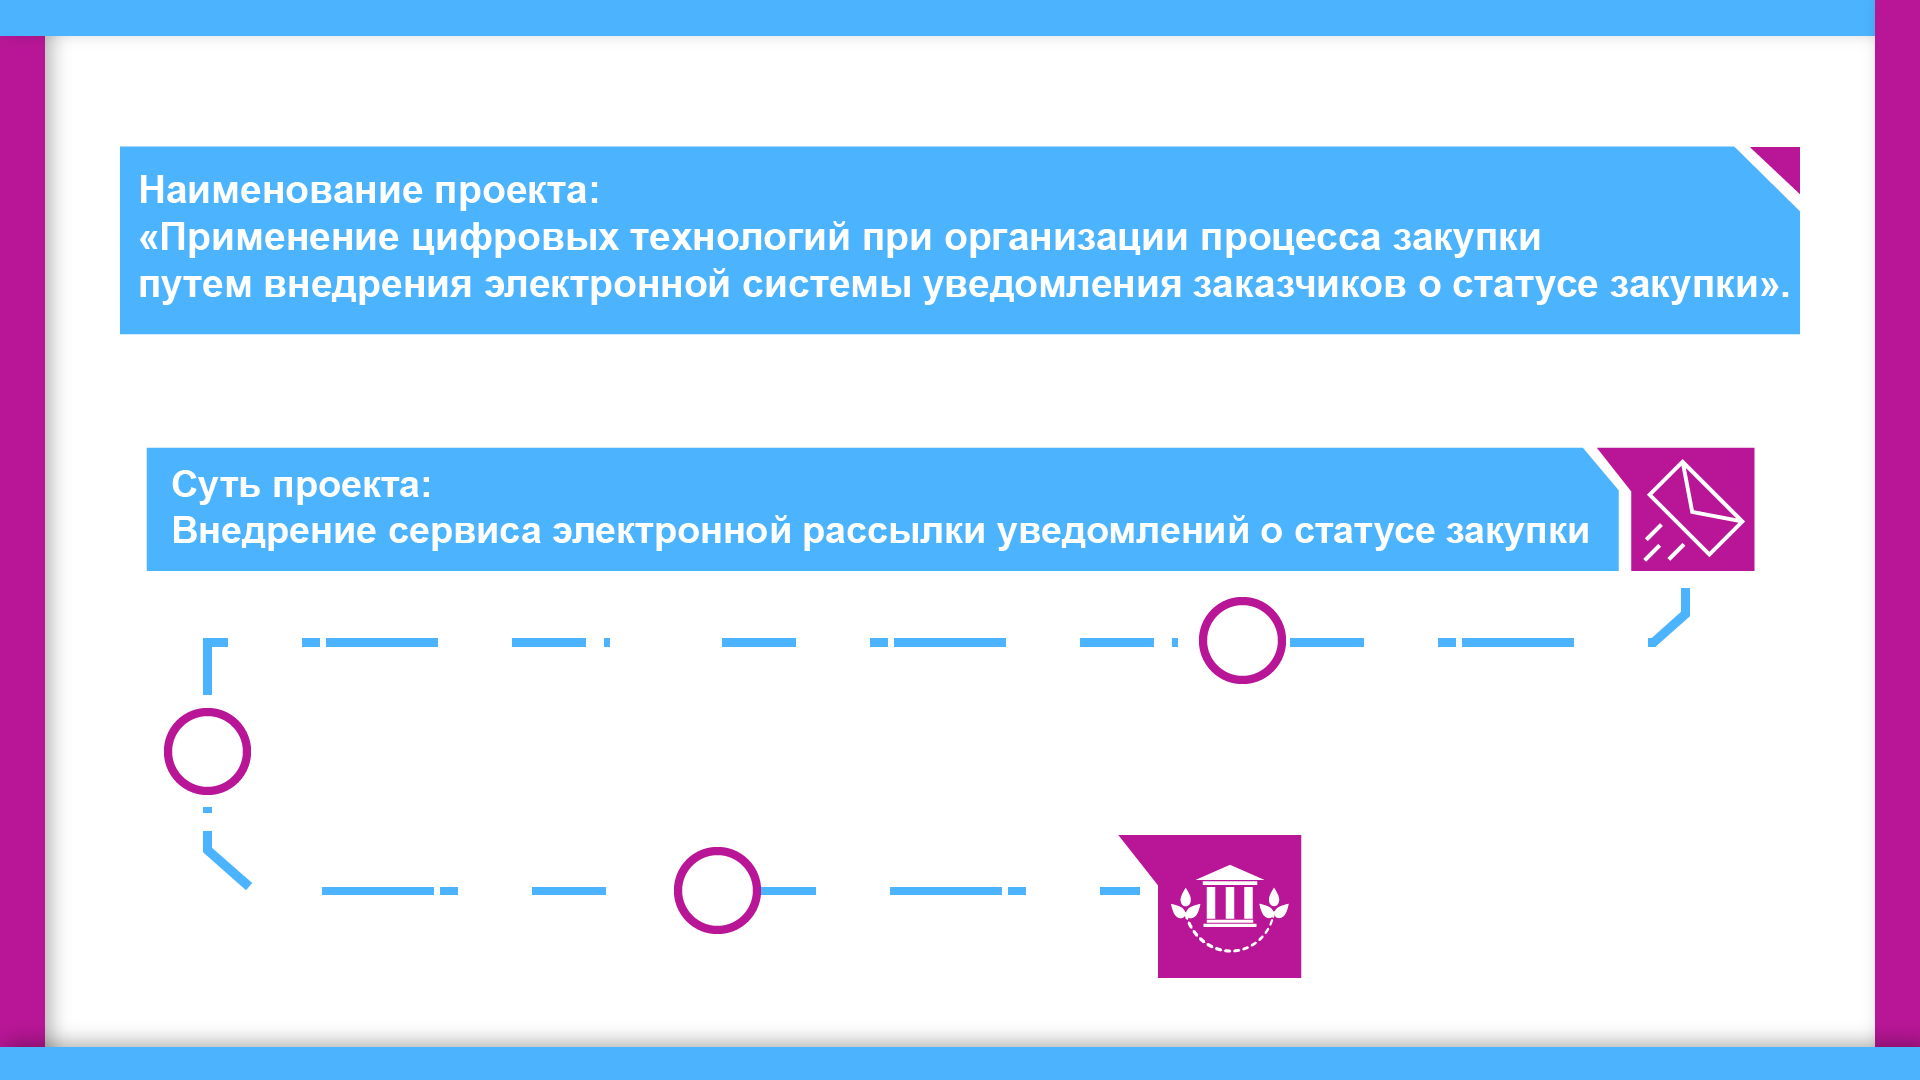 Наименование проекта:
«Применение цифровых технологий при организации процесса закупки
путем внедрения электронной системы уведомления заказчиков о статусе закупки».
Суть проекта:
Внедрение сервиса электронной рассылки уведомлений о статусе закупки